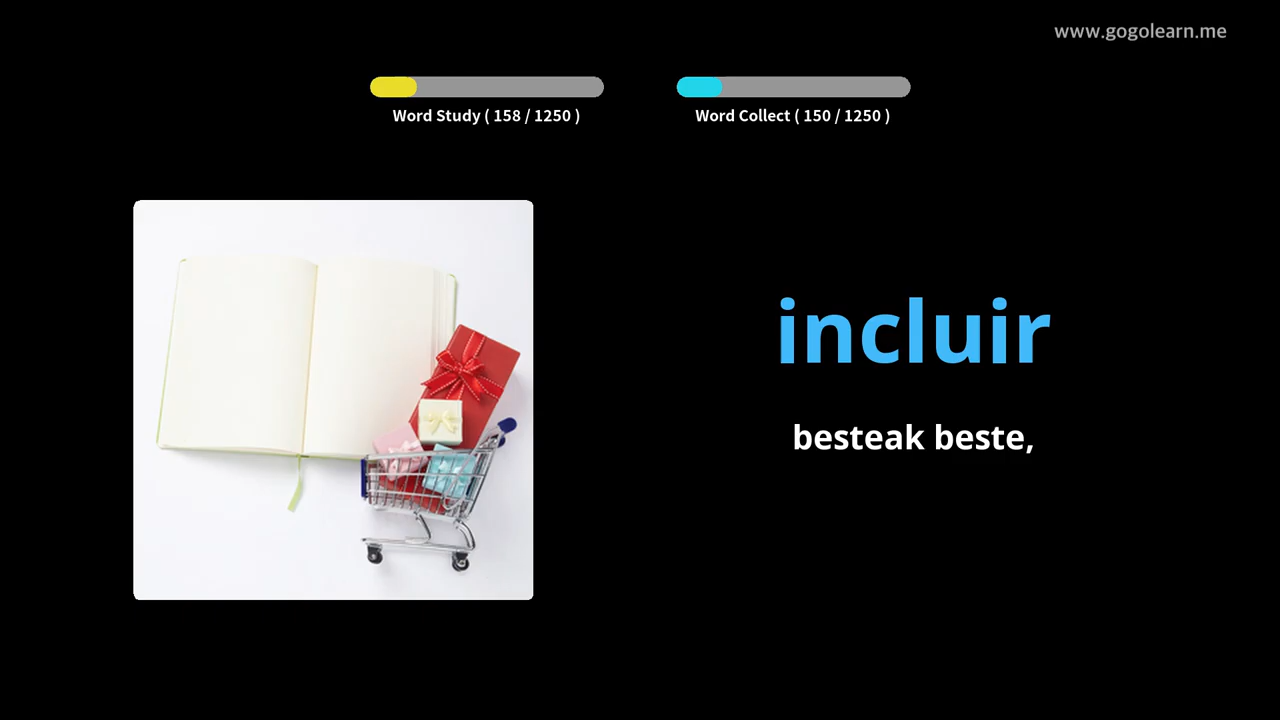 www.gogolearn.me
Word Study ( 158 / 1250 )
Word Collect ( 150 / 1250 )
incluir
besteak beste,